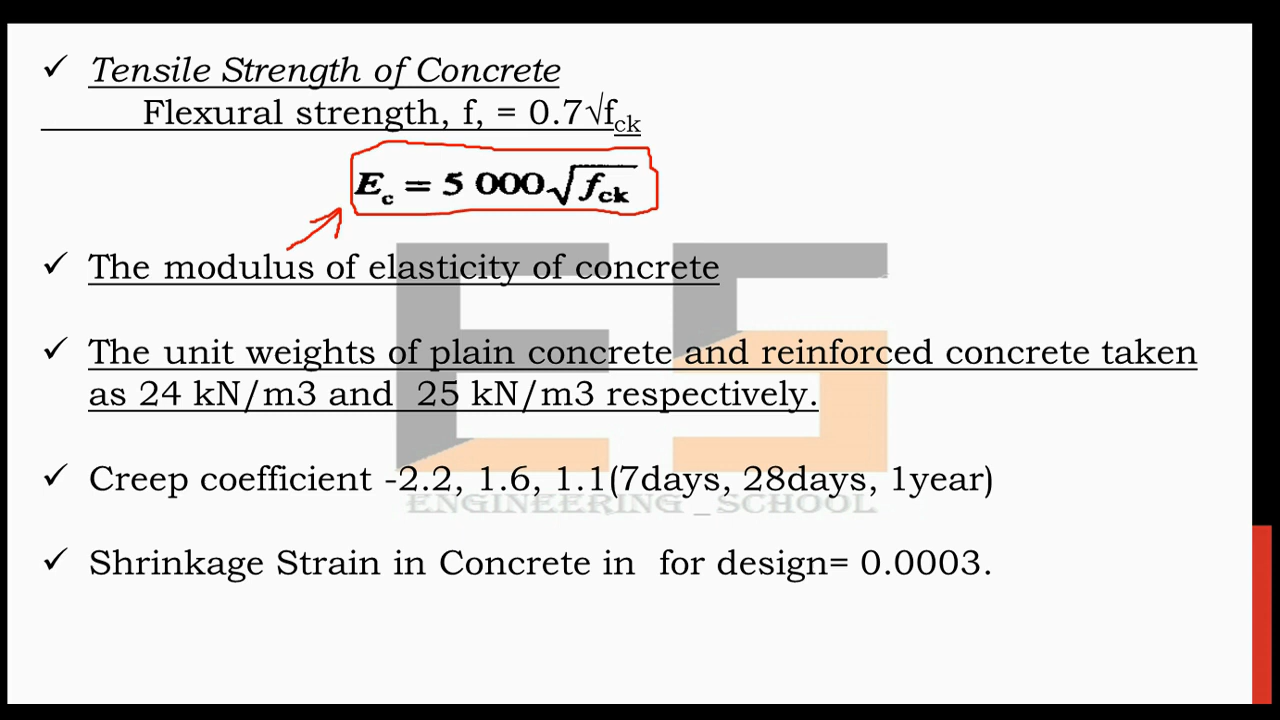 ✓ Tensile Strength of Concrete
Flexural strength, f, = 0.7√fck
Ec = 5 000√fck
✓ The modulus of elasticity of concrete
✓ The unit weights of plain concrete and reinforced concrete taken
as 24 kN/m3 and 25 kN/m3 respectively.
✓ Creep coefficient -2.2, 1.6, 1.1(7days, 28days, 1year)
ENGINEERING_SCHOOL
✓ Shrinkage Strain in Concrete in for design= 0.0003.